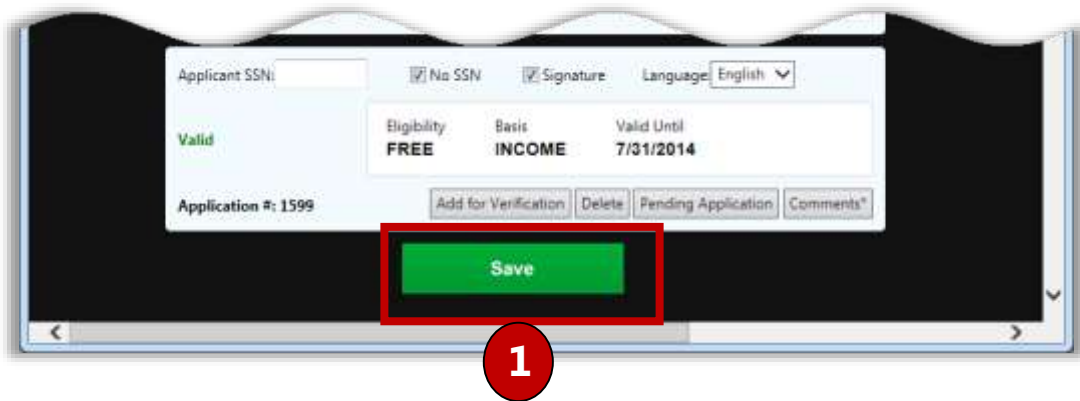 Applicant SSN: No SSN Signature Language English
Valid
Eligibility Basis Valid Until
FREE INCOME 7/31/2014
Application #: 1599 Add for Verification Delete Pending Application Comments*
Save
1